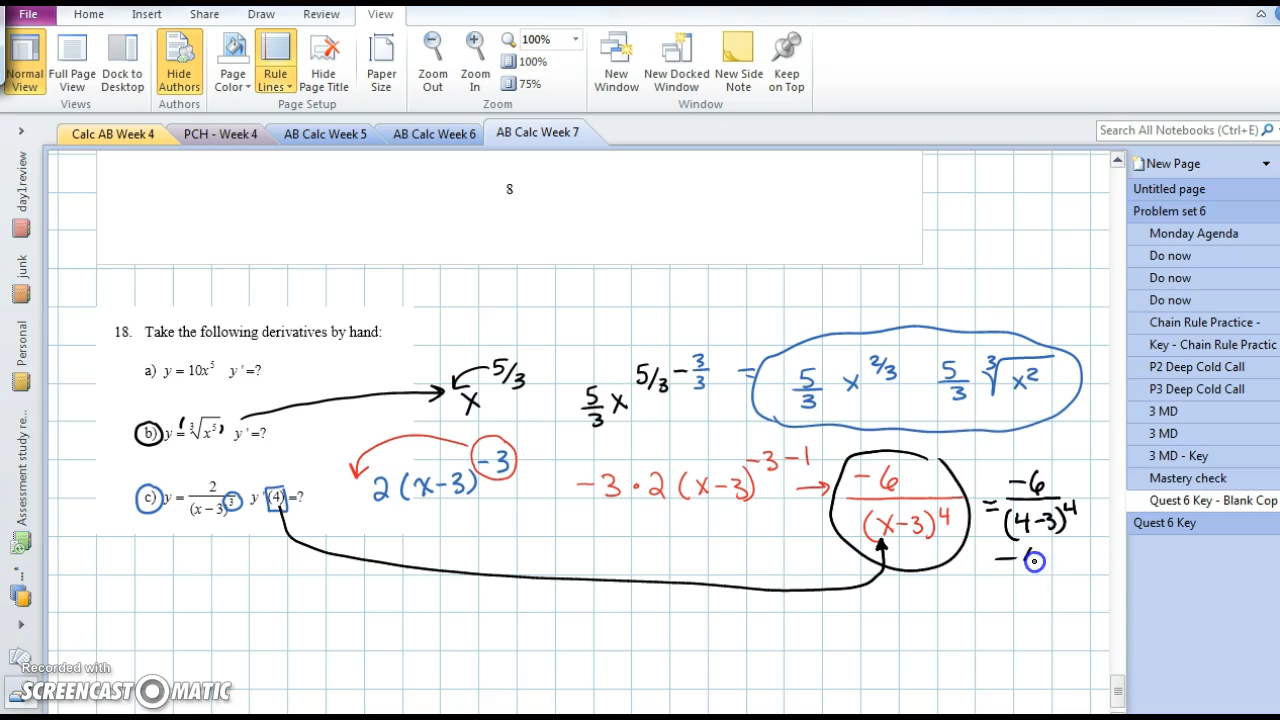 File Home Insert Share Draw Review View
Normal View Full Page View Dock to Desktop Hide Authors Page Color Rule Lines Hide Page Title Paper Size Zoom Out Zoom In 100% 100% 75% New Window New Docked Window New Side Note Keep on Top
Views Authors Page Setup Zoom Window
Calc AB Week 4 PCH - Week 4 AB Calc Week 5 AB Calc Week 6 AB Calc Week 7 Search All Notebooks (Ctrl+E)
day1review
junk
Personal
Assessment study re...
...
New Page
Untitled page
Problem set 6
Monday Agenda
Do now
Do now
Do now
Chain Rule Practice -
Key - Chain Rule Practic
P2 Deep Cold Call
P3 Deep Cold Call
3 MD
3 MD
3 MD - Key
Mastery check
Quest 6 Key - Blank Cop
Quest 6 Key
8
18. Take the following derivatives by hand:
a) y = 10x⁵ y '=?
b) y = ∛x⁵, y '=? x^5/3 5/3 x^5/3 - 3/3 = 5/3 x^2/3 5/3 ∛x²
c) y = 2/(x − 3)³ y '(4)=? 2(x-3)^-3 -3 · 2(x-3)^-3-1 → -6/(x-3)⁴ = -6/(4-3)⁴
-6
Recorded with
SCREENCAST MATIC